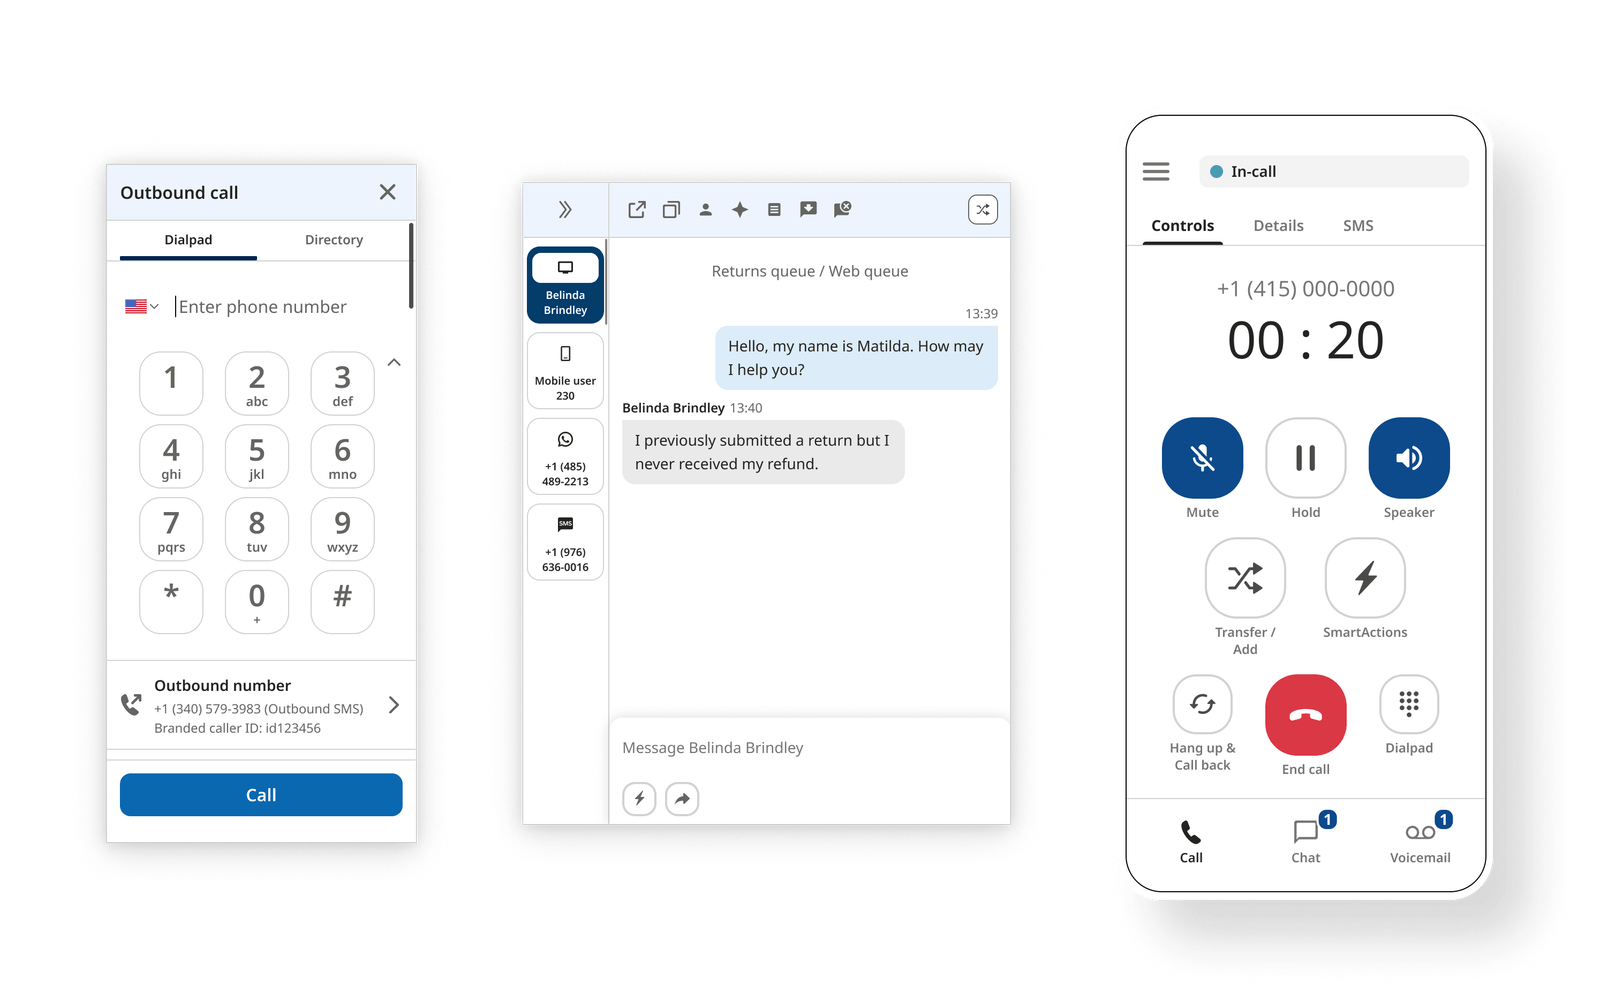 Outbound call
Dialpad
Directory
Enter phone number
1
2
abc
3
def
4
ghi
5
jkl
6
mno
7
pqrs
8
tuv
9
wxyz
*
0
+
#
Outbound number
+1 (340) 579-3983 (Outbound SMS)
Branded caller ID: id123456
Call
Belinda
Brindley
Mobile user
230
+1 (485)
489-2213
SMS
+1 (976)
636-0016
Returns queue / Web queue
13:39
Hello, my name is Matilda. How may
I help you?
Belinda Brindley 13:40
I previously submitted a return but I
never received my refund.
Message Belinda Brindley
In-call
Controls
Details
SMS
+1 (415) 000-0000
00 : 20
Mute
Hold
Speaker
Transfer /
Add
SmartActions
Hang up &
Call back
End call
Dialpad
Call
1
Chat
1
Voicemail